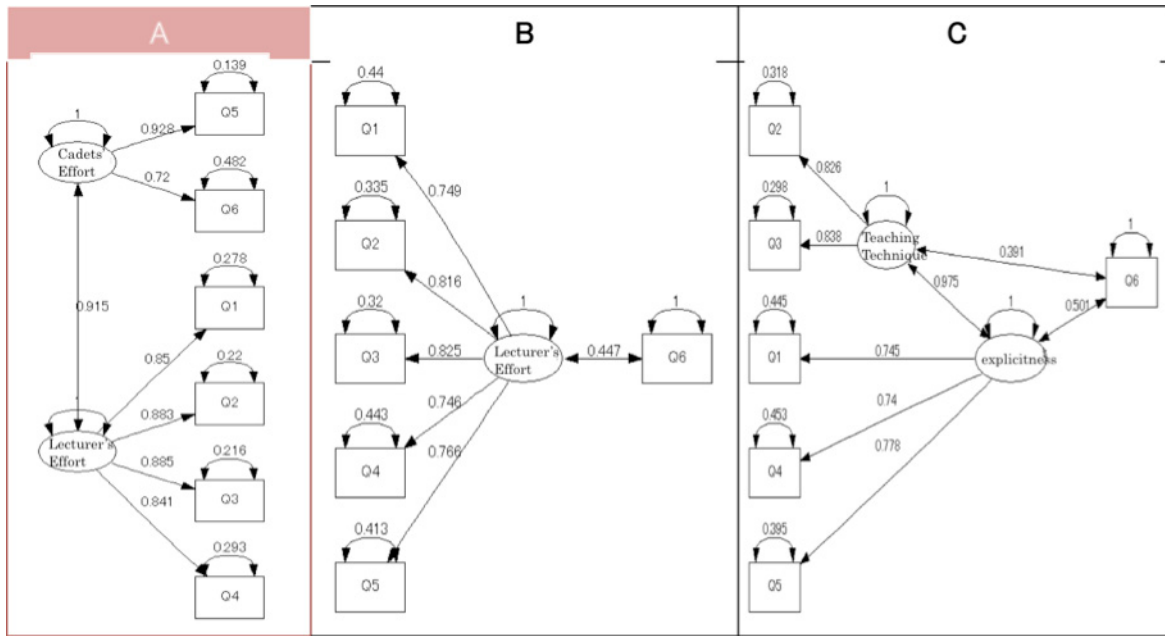 A
0.139
Q5
1
0.928
Cadets'
Effort
0.482
0.72
Q6
0.278
Q1
0.915
0.85
0.22
Q2
0.883
Lecturer's
Effort
0.885
0.216
Q3
0.841
0.293
Q4
B
0.44
Q1
0.749
0.335
Q2
0.816
0.32
1
1
Q3
0.825
Lecturer's
Effort
0.447
Q6
0.746
0.443
Q4
0.766
0.413
Q5
C
0.318
Q2
0.826
0.298
1
Q3
0.838
Teaching
Technique
0.391
1
Q6
0.975
0.501
0.445
1
Q1
0.745
explicitness
0.74
0.453
Q4
0.778
0.395
Q5